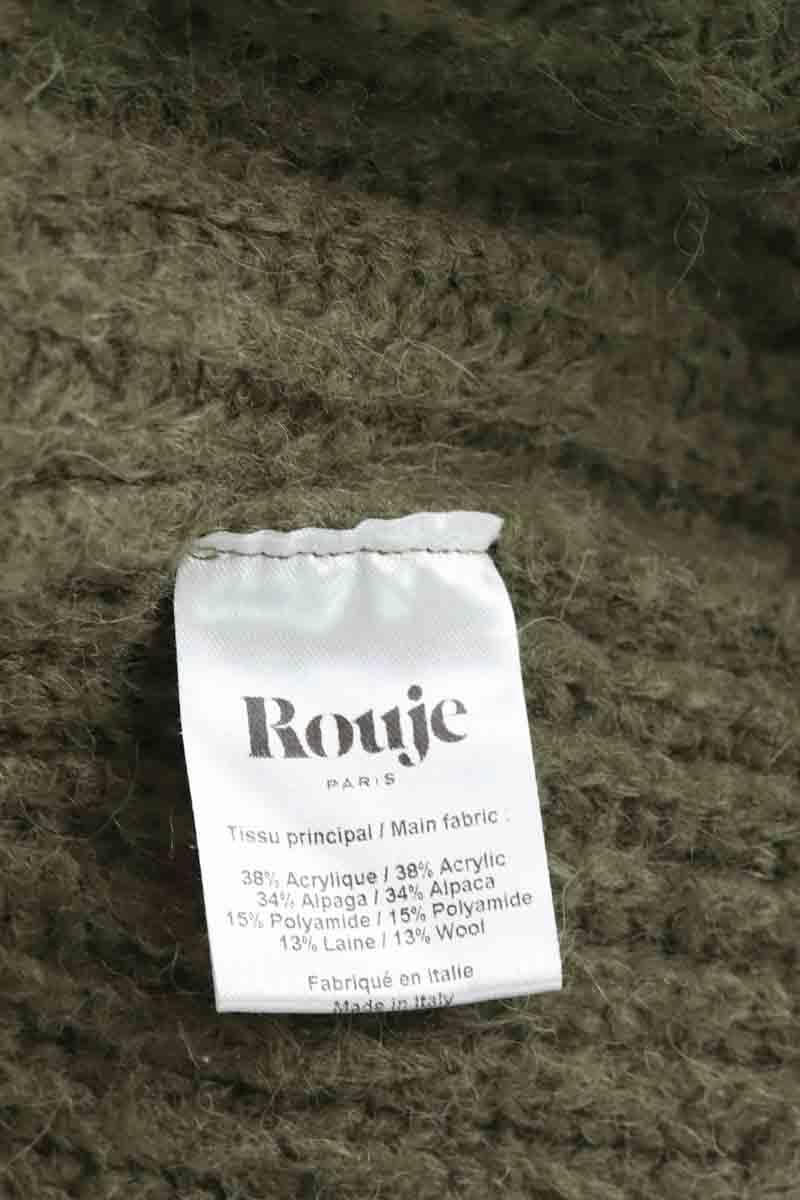 Rouje
PARIS
Tissu principal / Main fabric :
38% Acrylique / 38% Acrylic
34% Alpaga / 34% Alpaca
15% Polyamide / 15% Polyamide
13% Laine / 13% Wool
Fabriqué en Italie
Made in Italy